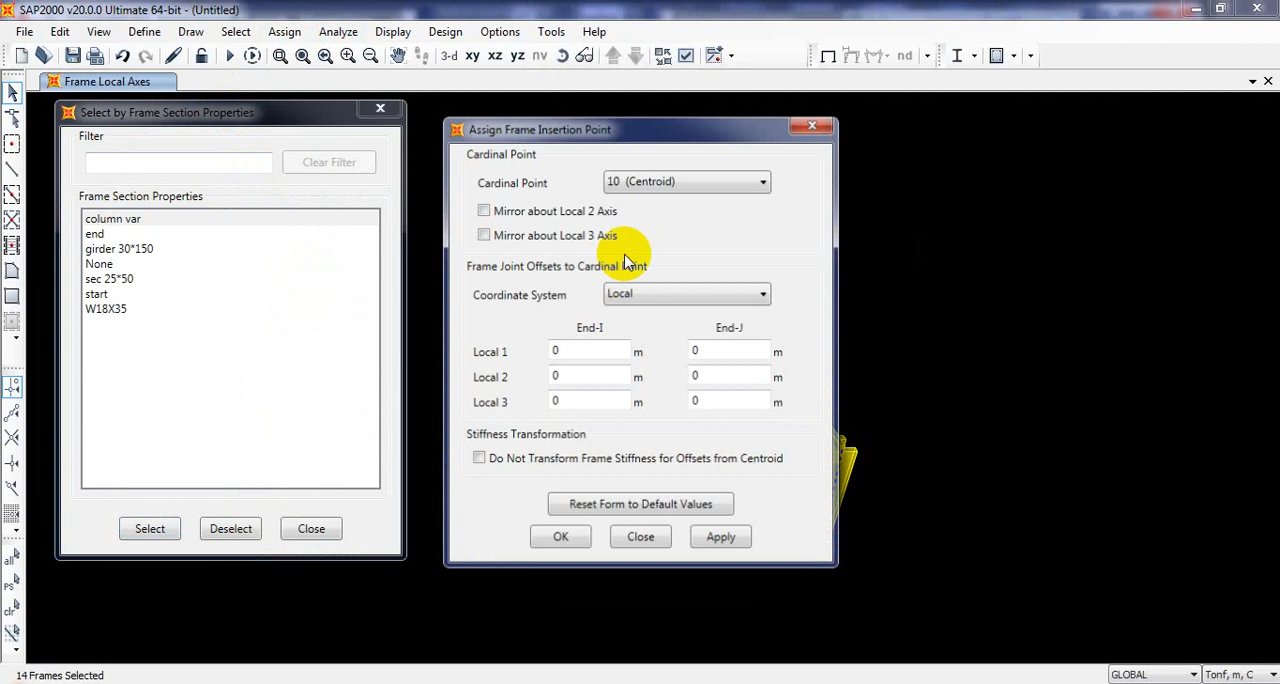 SAP2000 v20.0.0 Ultimate 64-bit - (Untitled)
File Edit View Define Draw Select Assign Analyze Display Design Options Tools Help
3-d xy xz yz nv nd
Frame Local Axes
Select by Frame Section Properties
Filter
Clear Filter
Frame Section Properties
column var
end
girder 30*150
None
sec 25*50
start
W18X35
Select Deselect Close
Assign Frame Insertion Point
Cardinal Point
Cardinal Point 10 (Centroid)
Mirror about Local 2 Axis
Mirror about Local 3 Axis
Frame Joint Offsets to Cardinal Point
Coordinate System Local
End-I End-J
Local 1 0 m 0 m
Local 2 0 m 0 m
Local 3 0 m 0 m
Stiffness Transformation
Do Not Transform Frame Stiffness for Offsets from Centroid
Reset Form to Default Values
OK Close Apply
all
PS
clr
14 Frames Selected
GLOBAL
Tonf, m, C